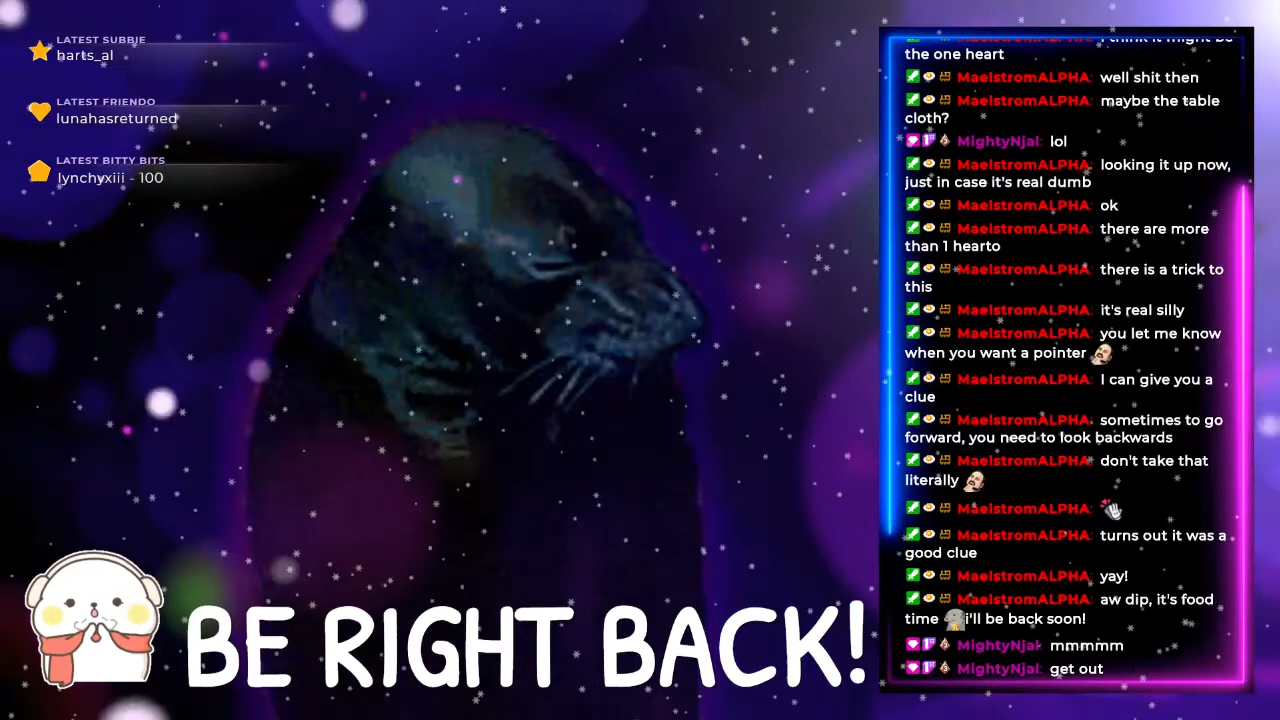 LATEST SUBBIE
harts_al
LATEST FRIENDO
lunahasreturned
LATEST BITTY BITS
lynchyxiii - 100
BE RIGHT BACK!
I think it might be
the one heart
MaelstromALPHA: well shit then
MaelstromALPHA: maybe the table
cloth?
MightyNjal: lol
MaelstromALPHA: looking it up now,
just in case it's real dumb
MaelstromALPHA: ok
MaelstromALPHA: there are more
than 1 hearto
MaelstromALPHA: there is a trick to
this
MaelstromALPHA: it's real silly
MaelstromALPHA: you let me know
when you want a pointer
MaelstromALPHA: I can give you a
clue
MaelstromALPHA: sometimes to go
forward, you need to look backwards
MaelstromALPHA: don't take that
literally
MaelstromALPHA:
MaelstromALPHA: turns out it was a
good clue
MaelstromALPHA: yay!
MaelstromALPHA: aw dip, it's food
time i'll be back soon!
MightyNjal: mmmmm
MightyNjal: get out